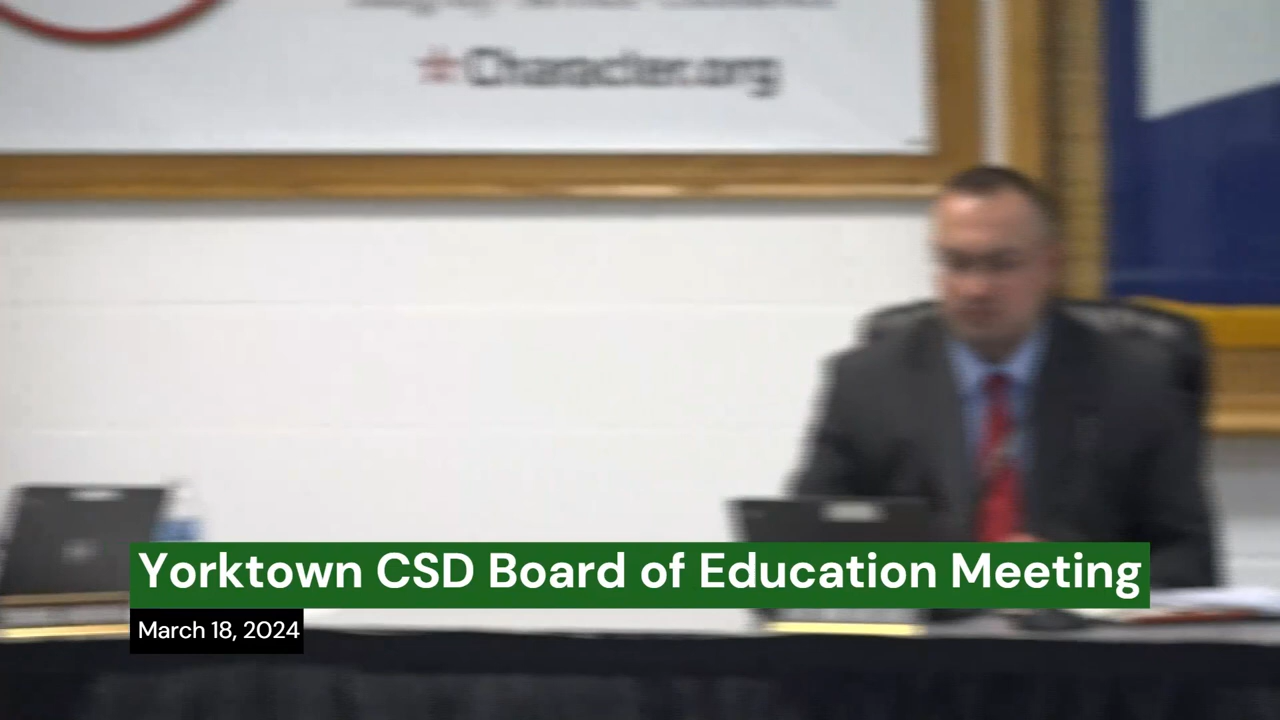 Character.org
Yorktown CSD Board of Education Meeting
March 18, 2024